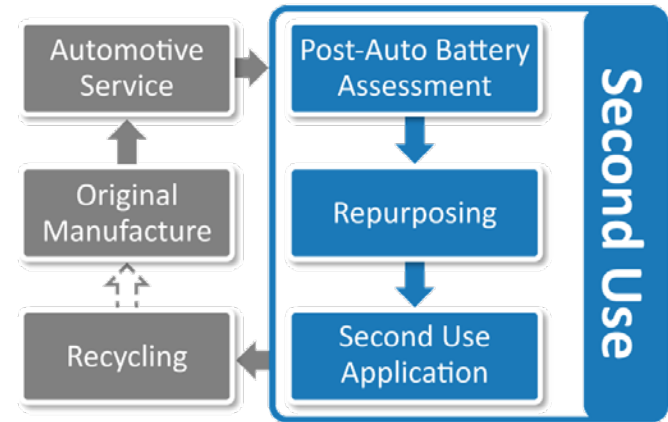 Automotive
Service
Post-Auto Battery
Assessment
Original
Manufacture
Repurposing
Recycling
Second Use
Application
Second Use